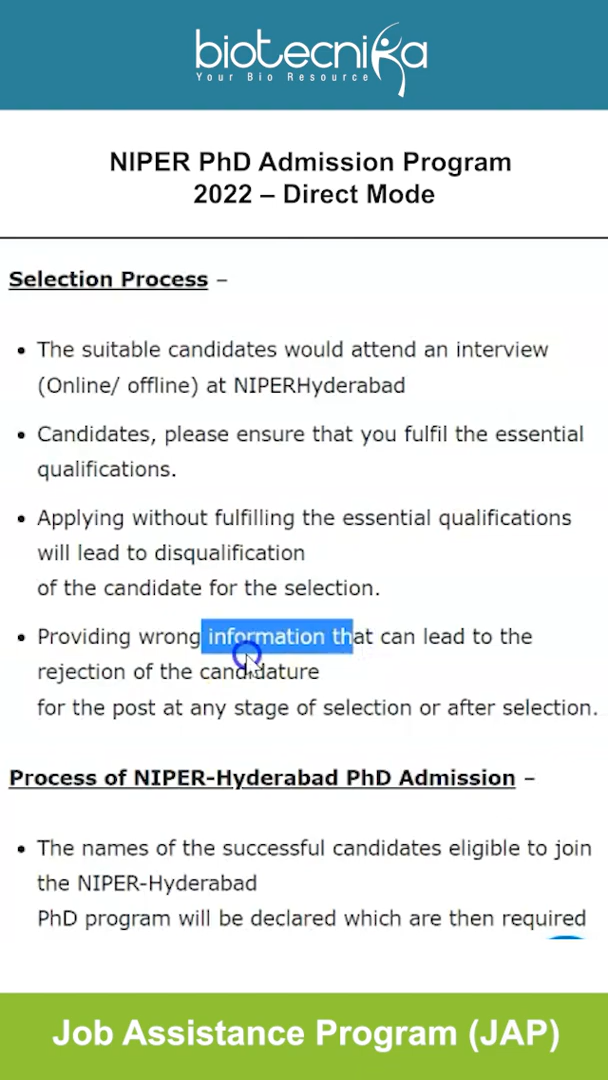 biotecnika
Your Bio Resource
NIPER PhD Admission Program
2022 – Direct Mode
Selection Process –
• The suitable candidates would attend an interview
(Online/ offline) at NIPERHyderabad
• Candidates, please ensure that you fulfil the essential
qualifications.
• Applying without fulfilling the essential qualifications
will lead to disqualification
of the candidate for the selection.
• Providing wrong information that can lead to the
rejection of the candidature
for the post at any stage of selection or after selection.
Process of NIPER-Hyderabad PhD Admission –
• The names of the successful candidates eligible to join
the NIPER-Hyderabad
PhD program will be declared which are then required
Job Assistance Program (JAP)